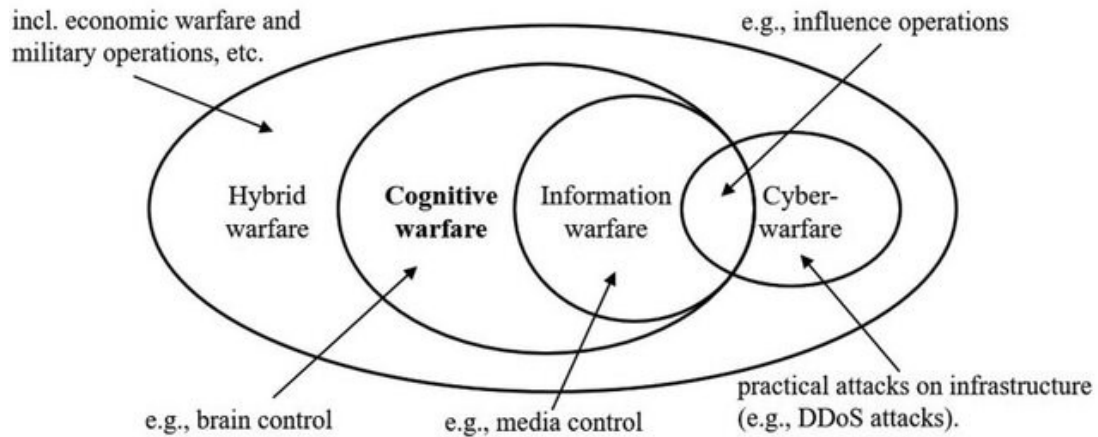 incl. economic warfare and
military operations, etc.
e.g., influence operations
Hybrid
warfare
Cognitive
warfare
Information
warfare
Cyber-
warfare
e.g., brain control
e.g., media control
practical attacks on infrastructure
(e.g., DDoS attacks).